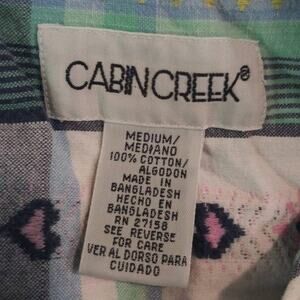 CABIN CREEK®
MEDIUM/
MEDIANO
100% COTTON/
ALGODON
MADE IN
BANGLADESH
HECHO EN
BANGLADESH
RN 27158
SEE REVERSE
FOR CARE
VER AL DORSO PARA
CUIDADO